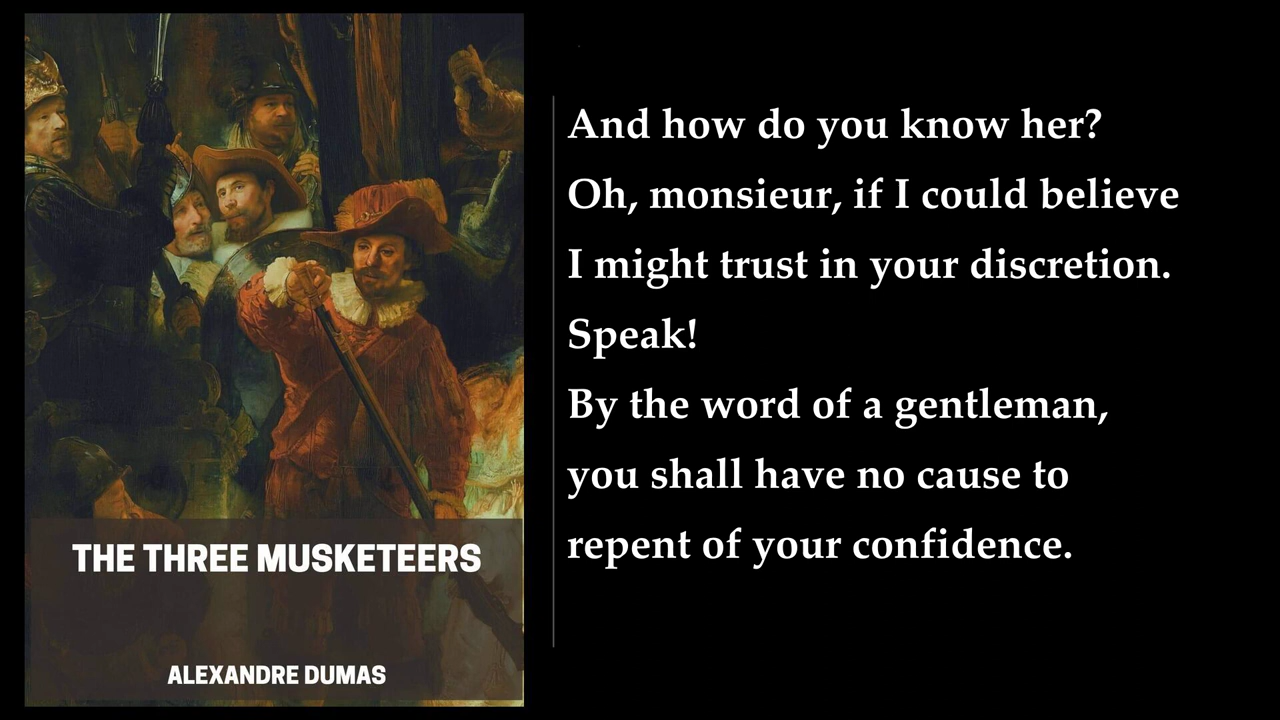 THE THREE MUSKETEERS
ALEXANDRE DUMAS
And how do you know her?
Oh, monsieur, if I could believe
I might trust in your discretion.
Speak!
By the word of a gentleman,
you shall have no cause to
repent of your confidence.